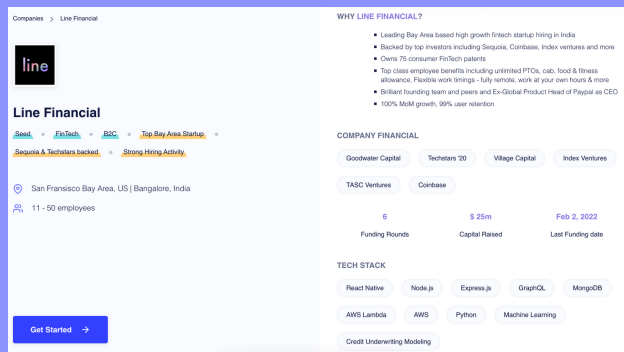 Companies > Line Financial
line
Line Financial
Seed FinTech B2C Top Bay Area Startup
Sequoia & Techstars backed Strong Hiring Activity
San Fransisco Bay Area, US | Bangalore, India
11 - 50 employees
Get Started →
WHY LINE FINANCIAL?
Leading Bay Area based high growth fintech startup hiring in India
Backed by top investors including Sequoia, Coinbase, Index ventures and more
Owns 75 consumer FinTech patents
Top class employee benefits including unlimited PTOs, cab, food & fitness
allowance, Flexible work timings - fully remote, work at your own hours & more
Brilliant founding team and peers and Ex-Global Product Head of Paypal as CEO
100% MoM growth, 99% user retention
COMPANY FINANCIAL
Goodwater Capital Techstars '20 Village Capital Index Ventures
TASC Ventures Coinbase
6 $ 25m Feb 2, 2022
Funding Rounds Capital Raised Last Funding date
TECH STACK
React Native Node.js Express.js GraphQL MongoDB
AWS Lambda AWS Python Machine Learning
Credit Underwriting Modeling